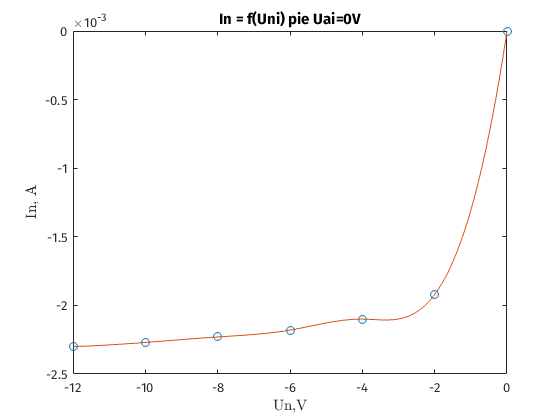 In = f(Uni) pie Uai=0V
×10-3
0
-0.5
-1
-1.5
-2
-2.5
In, A
-12 -10 -8 -6 -4 -2 0
Un,V